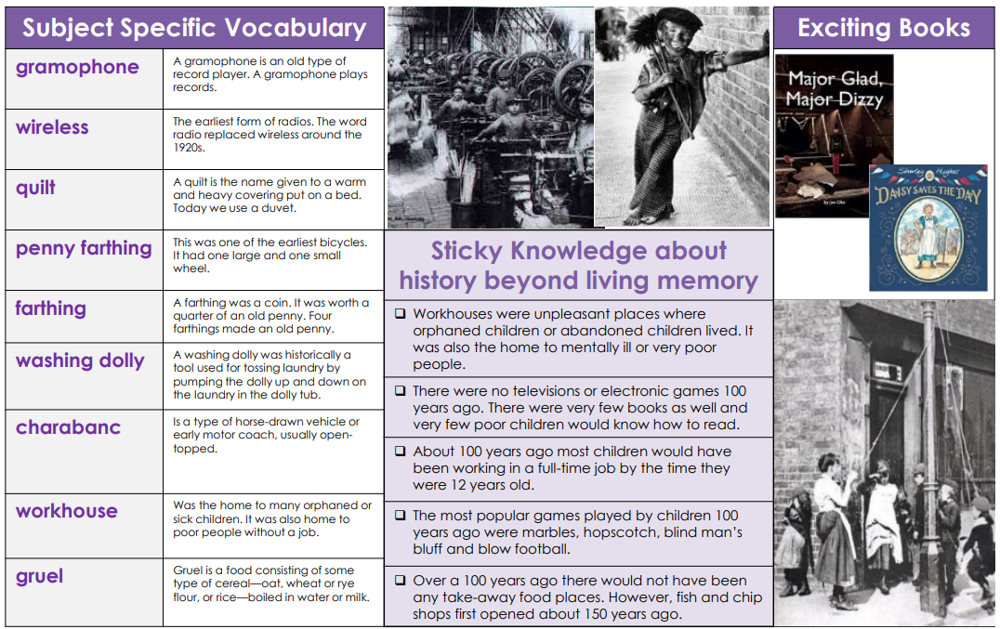 Subject Specific Vocabulary
gramophone
A gramophone is an old type of
record player. A gramophone plays
records.
wireless
The earliest form of radios. The word
radio replaced wireless around the
1920s.
quilt
A quilt is the name given to a warm
and heavy covering put on a bed.
Today we use a duvet.
penny farthing
This was one of the earliest bicycles.
It had one large and one small
wheel.
farthing
A farthing was a coin. It was worth a
quarter of an old penny. Four
farthings made an old penny.
washing dolly
A washing dolly was historically a
tool used for tossing laundry by
pumping the dolly up and down on
the laundry in the dolly tub.
charabanc
Is a type of horse-drawn vehicle or
early motor coach, usually open-
topped.
workhouse
Was the home to many orphaned or
sick children. It was also home to
poor people without a job.
gruel
Gruel is a food consisting of some
type of cereal—oat, wheat or rye
flour, or rice—boiled in water or milk.
Sticky Knowledge about
history beyond living memory
❑ Workhouses were unpleasant places where
orphaned children or abandoned children lived. It
was also the home to mentally ill or very poor
people.
❑ There were no televisions or electronic games 100
years ago. There were very few books as well and
very few poor children would know how to read.
❑ About 100 years ago most children would have
been working in a full-time job by the time they
were 12 years old.
❑ The most popular games played by children 100
years ago were marbles, hopscotch, blind man's
bluff and blow football.
❑ Over a 100 years ago there would not have been
any take-away food places. However, fish and chip
shops first opened about 150 years ago.
Exciting Books
Major Glad,
Major Dizzy
Shirley Hughes
DAISY SAVES THE DAY